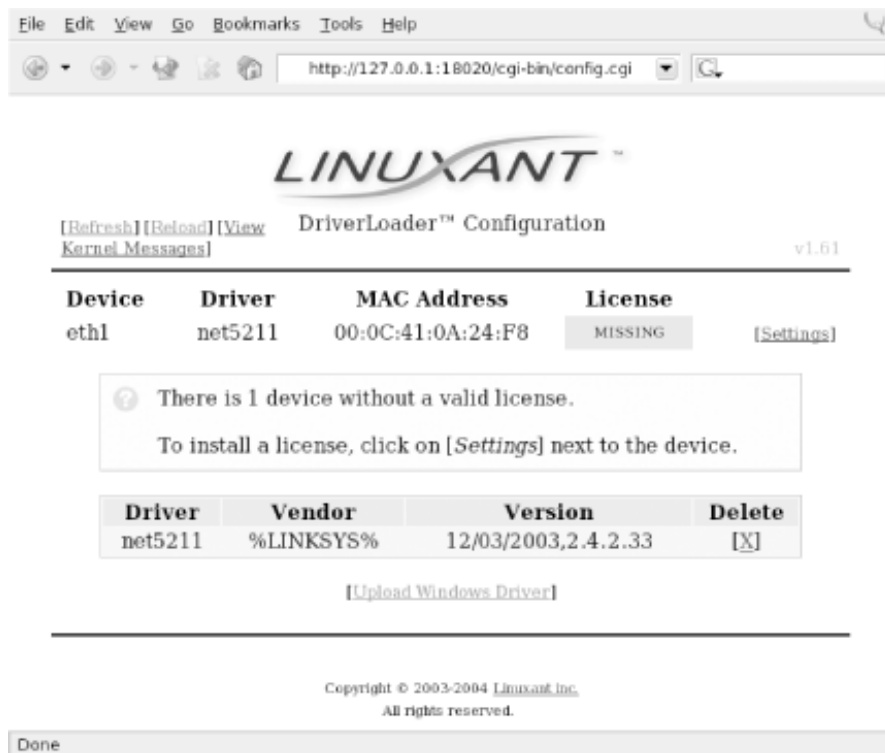 File Edit View Go Bookmarks Tools Help
http://127.0.0.1:18020/cgi-bin/config.cgi
G
LINUXANT ™
[Refresh] [Reload] [View
Kernel Messages]
DriverLoader™ Configuration
v1.61
Device Driver MAC Address License
eth1 net5211 00:0C:41:0A:24:F8 MISSING [Settings]
There is 1 device without a valid license.
To install a license, click on [Settings] next to the device.
Driver Vendor Version Delete
net5211 %LINKSYS% 12/03/2003,2.4.2.33 [X]
[Upload Windows Driver]
Copyright © 2003-2004 Linuxant inc.
All rights reserved.
Done